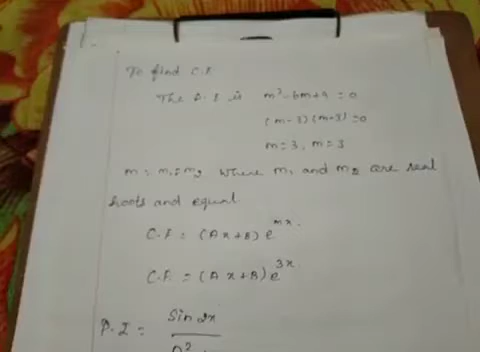 To find C.F
The A.E is m² - 6m + 9 = 0
(m-3) (m+3) = 0
m = 3, m = 3
m = m₁ = m₂ where m₁ and m₂ are real
roots and equal
C.F = (Ax+B) e^mx.
C.F. = (Ax+B) e^3x.
P.I = Sin 2x
D²